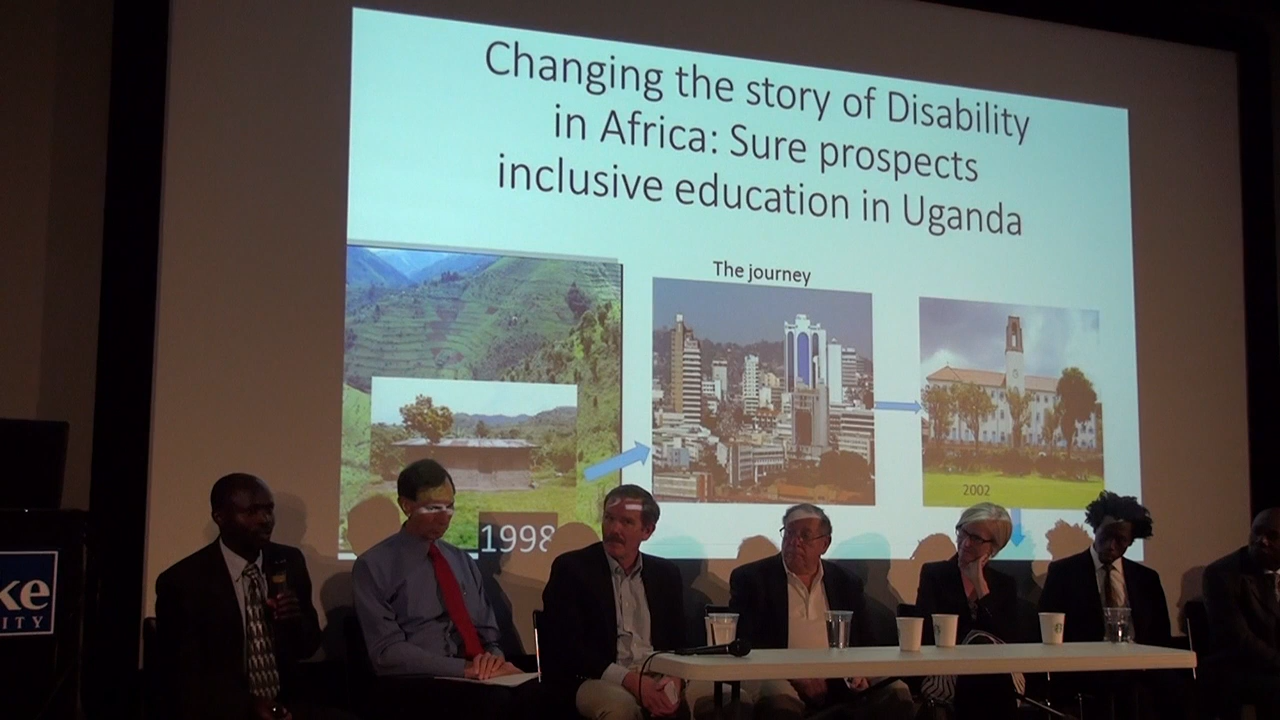 Changing the story of Disability
in Africa: Sure prospects
inclusive education in Uganda
The journey
1998
2002
ke
ITY